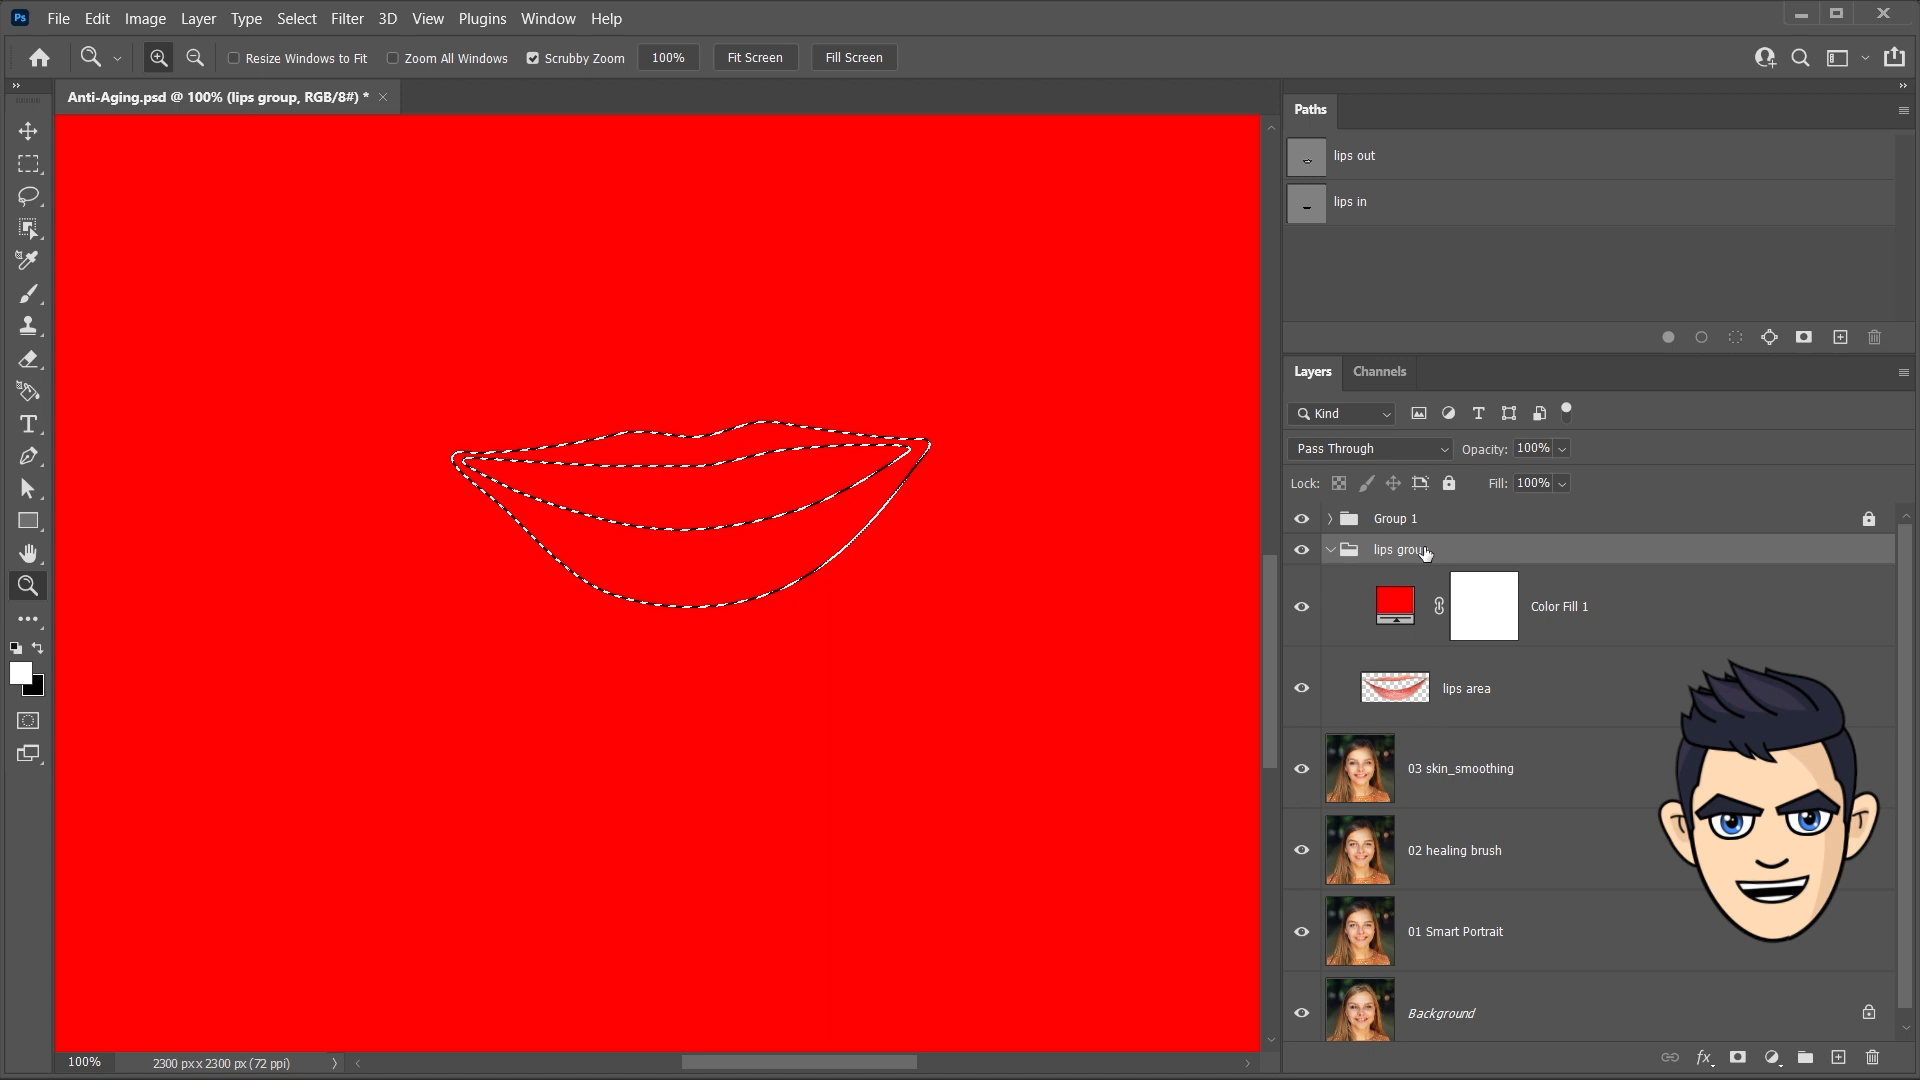 Ps File Edit Image Layer Type Select Filter 3D View Plugins Window Help
Resize Windows to Fit Zoom All Windows Scrubby Zoom 100% Fit Screen Fill Screen
Anti-Aging.psd @ 100% (lips group, RGB/8#) *
Paths
lips out
lips in
Layers Channels
Kind
Pass Through Opacity: 100%
Lock: Fill: 100%
Group 1
lips group
Color Fill 1
lips area
03 skin_smoothing
02 healing brush
01 Smart Portrait
Background
100% 2300 px x 2300 px (72 ppi)